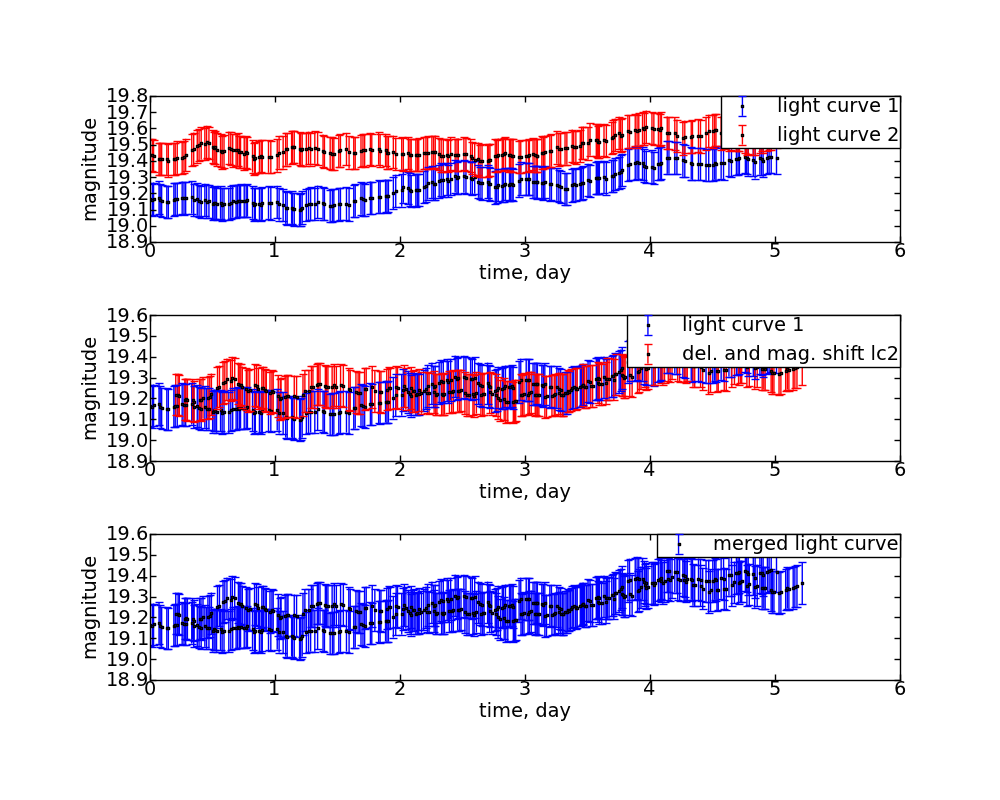 19.8
19.7
19.6
19.5
19.4
19.3
19.2
19.1
19.0
18.9
magnitude
light curve 1
light curve 2
0 1 2 3 4 5 6
time, day
19.6
19.5
19.4
19.3
19.2
19.1
19.0
18.9
magnitude
light curve 1
del. and mag. shift lc2
0 1 2 3 4 5 6
time, day
19.6
19.5
19.4
19.3
19.2
19.1
19.0
18.9
magnitude
merged light curve
0 1 2 3 4 5 6
time, day